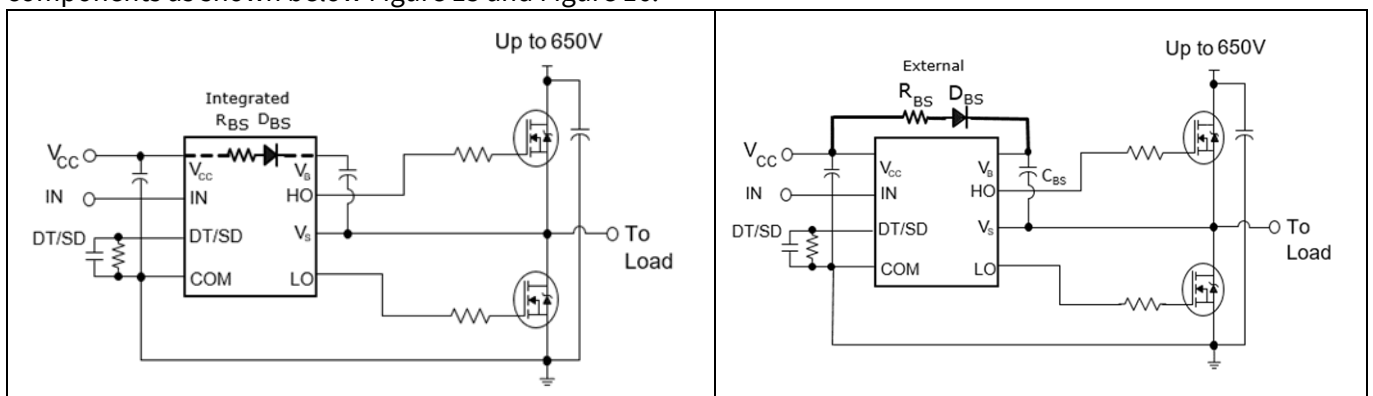 components as shown below Figure 15 and Figure 16.
Up to 650V
Integrated
RBS DBS
VCC
VCC
VB
IN
IN
HO
DT/SD
DT/SD
VS
To
Load
COM
LO
Up to 650V
External
RBS DBS
VCC
VCC
VB
CBS
IN
IN
HO
DT/SD
DT/SD
VS
To
Load
COM
LO